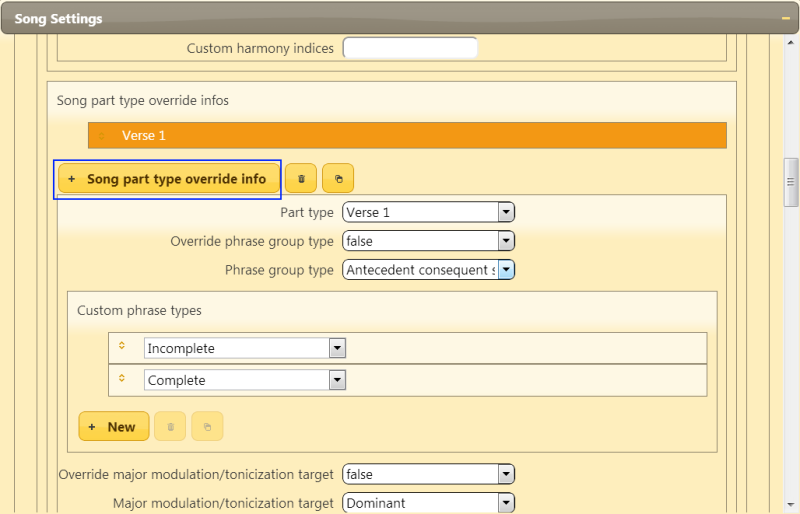 Song Settings
Custom harmony indices
Song part type override infos
Verse 1
+ Song part type override info
Part type Verse 1
Override phrase group type false
Phrase group type Antecedent consequent s
Custom phrase types
Incomplete
Complete
+ New
Override major modulation/tonicization target false
Major modulation/tonicization target Dominant